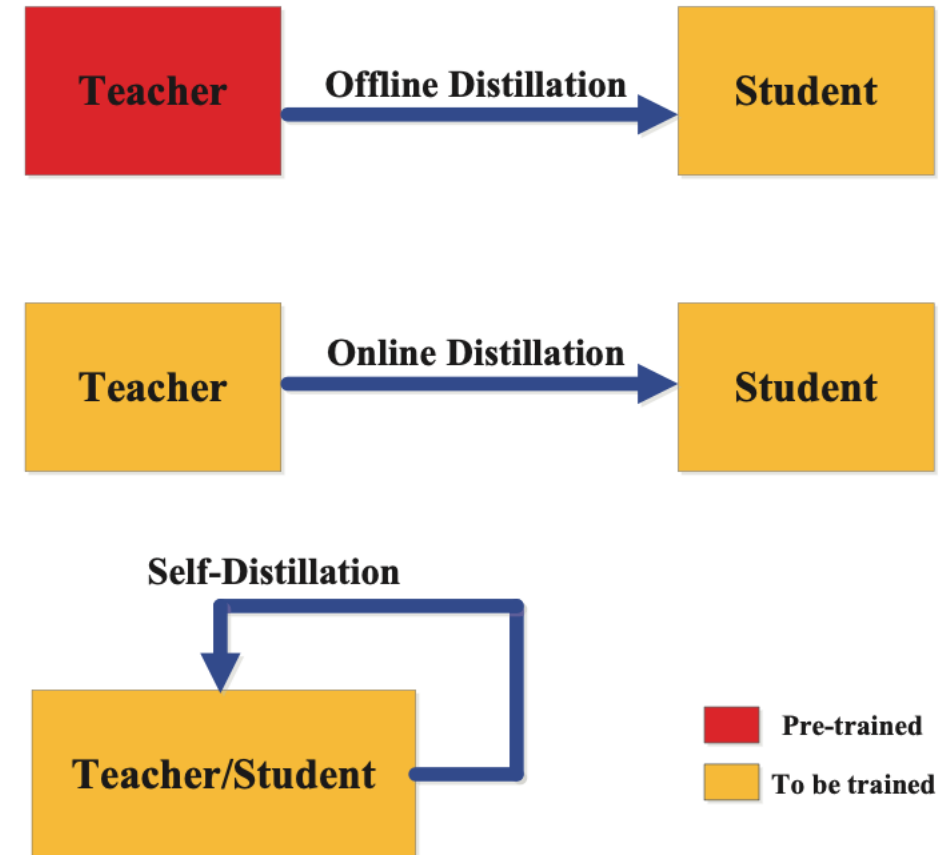 Teacher
Offline Distillation
Student
Teacher
Online Distillation
Student
Self-Distillation
Teacher/Student
Pre-trained
To be trained